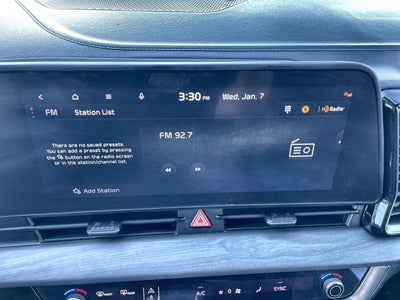 3:30 PM
Wed, Jan. 7
FM Station List
HD Radio
There are no saved presets.
You can add a preset by pressing
the button on the radio screen
or in the station/channel list.
Add Station
FM 92.7
A/C
SYNC